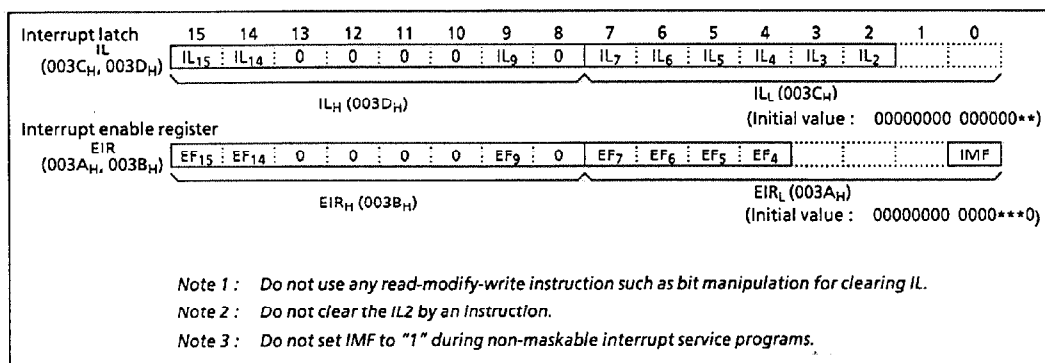 Interrupt latch 15 14 13 12 11 10 9 8 7 6 5 4 3 2 1 0
IL
(003CH, 003DH) IL15 IL14 0 0 0 0 IL9 0 IL7 IL6 IL5 IL4 IL3 IL2
ILH (003DH) ILL (003CH)
(Initial value : 00000000 000000**)
Interrupt enable register
EIR
(003AH, 003BH) EF15 EF14 0 0 0 0 EF9 0 EF7 EF6 EF5 EF4 IMF
EIRH (003BH) EIRL (003AH)
(Initial value : 00000000 0000***0)
Note 1 : Do not use any read-modify-write instruction such as bit manipulation for clearing IL.
Note 2 : Do not clear the IL2 by an instruction.
Note 3 : Do not set IMF to "1" during non-maskable interrupt service programs.